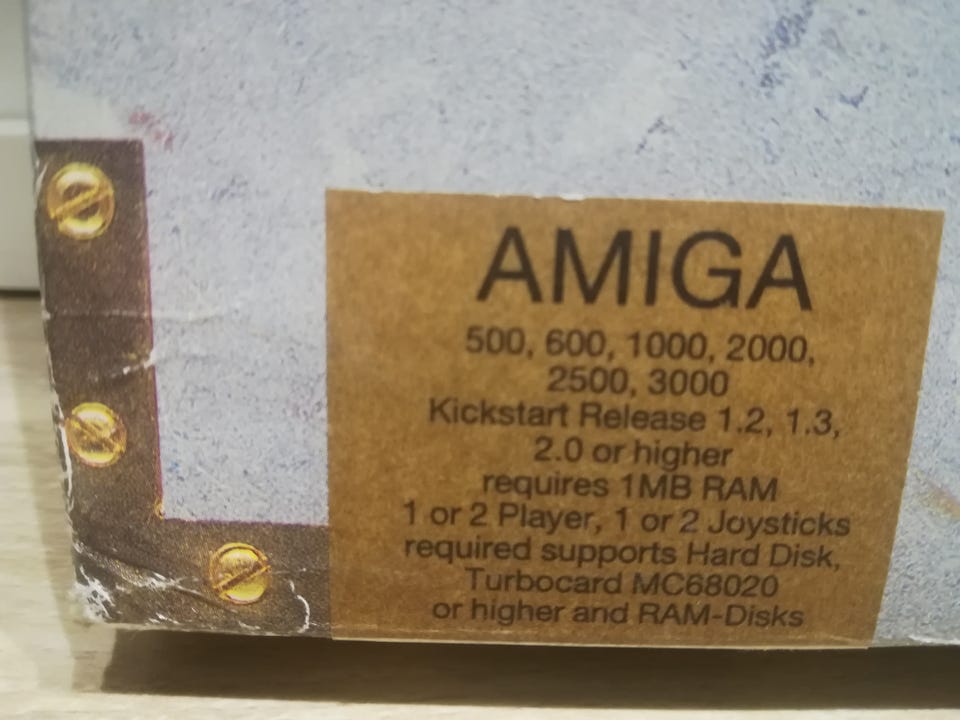 AMIGA
500, 600, 1000, 2000,
2500, 3000
Kickstart Release 1.2, 1.3,
2.0 or higher
requires 1MB RAM
1 or 2 Player, 1 or 2 Joysticks
required supports Hard Disk,
Turbocard MC68020
or higher and RAM-Disks